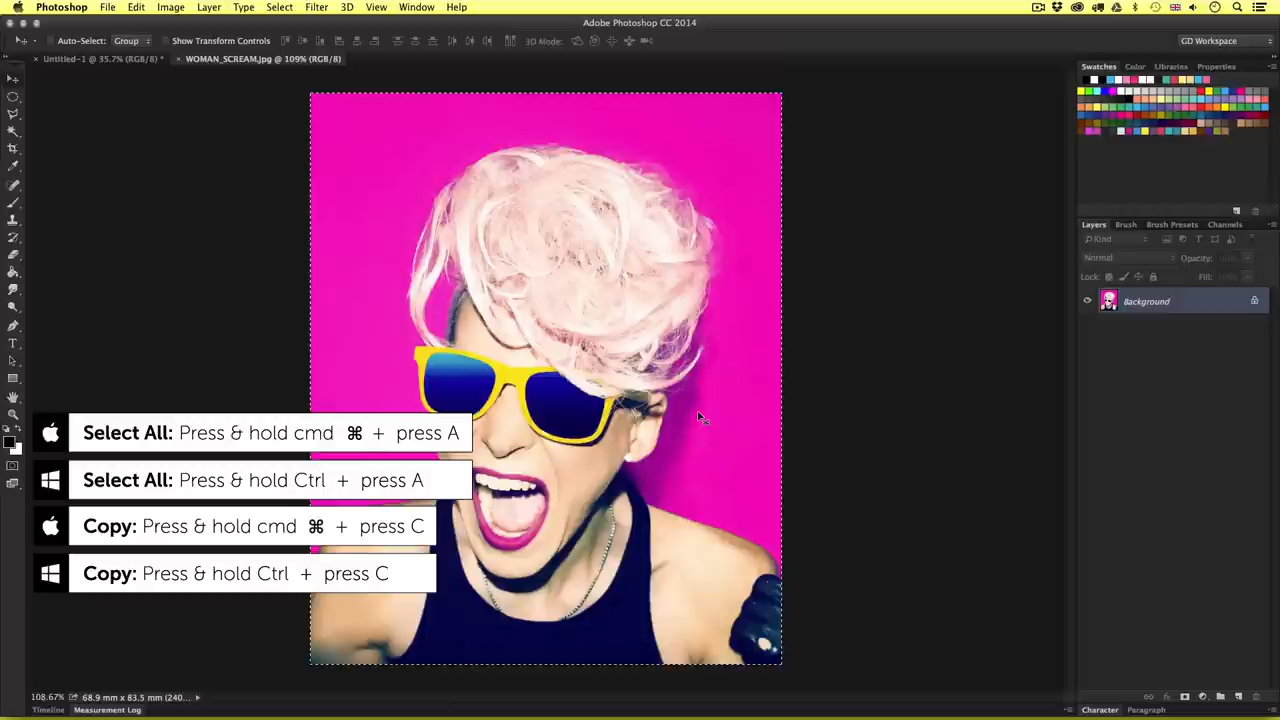 Photoshop File Edit Image Layer Type Select Filter 3D View Window Help
Adobe Photoshop CC 2014
Auto-Select: Group Show Transform Controls 3D Mode: GD Workspace
× Untitled-1 @ 35.7% (RGB/8) * × WOMAN_SCREAM.jpg @ 109% (RGB/8)
Swatches Color Libraries Properties
Layers Brush Brush Presets Channels
Kind
Normal Opacity:
Lock: Fill:
Background
Select All: Press & hold cmd ⌘ + press A
Select All: Press & hold Ctrl + press A
Copy: Press & hold cmd ⌘ + press C
Copy: Press & hold Ctrl + press C
108.67% 68.9 mm x 83.5 mm (240...
Timeline Measurement Log
Character Paragraph